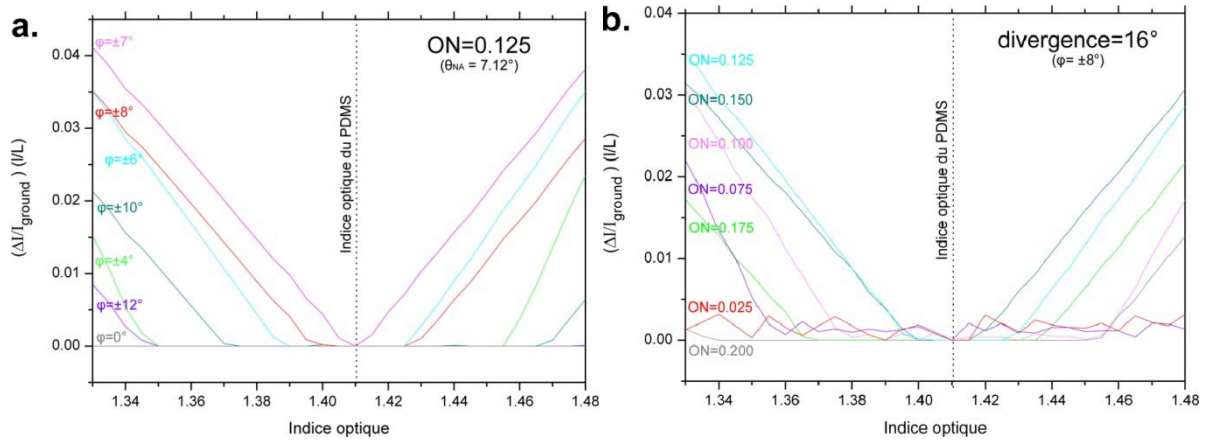 a.
ON=0.125
(θNA = 7.12°)
φ=±7°
φ=±8°
φ=±6°
φ=±10°
φ=±4°
φ=±12°
φ=0°
Indice optique du PDMS
(ΔI/Iground) (l/L)
0.04
0.03
0.02
0.01
0.00
1.34
1.36
1.38
1.40
1.42
1.44
1.46
1.48
Indice optique
b.
divergence=16°
(φ= ±8°)
ON=0.125
ON=0.150
ON=0.100
ON=0.075
ON=0.175
ON=0.025
ON=0.200
Indice optique du PDMS
(ΔI/Iground) (l/L)
0.04
0.03
0.02
0.01
0.00
1.34
1.36
1.38
1.40
1.42
1.44
1.46
1.48
Indice optique